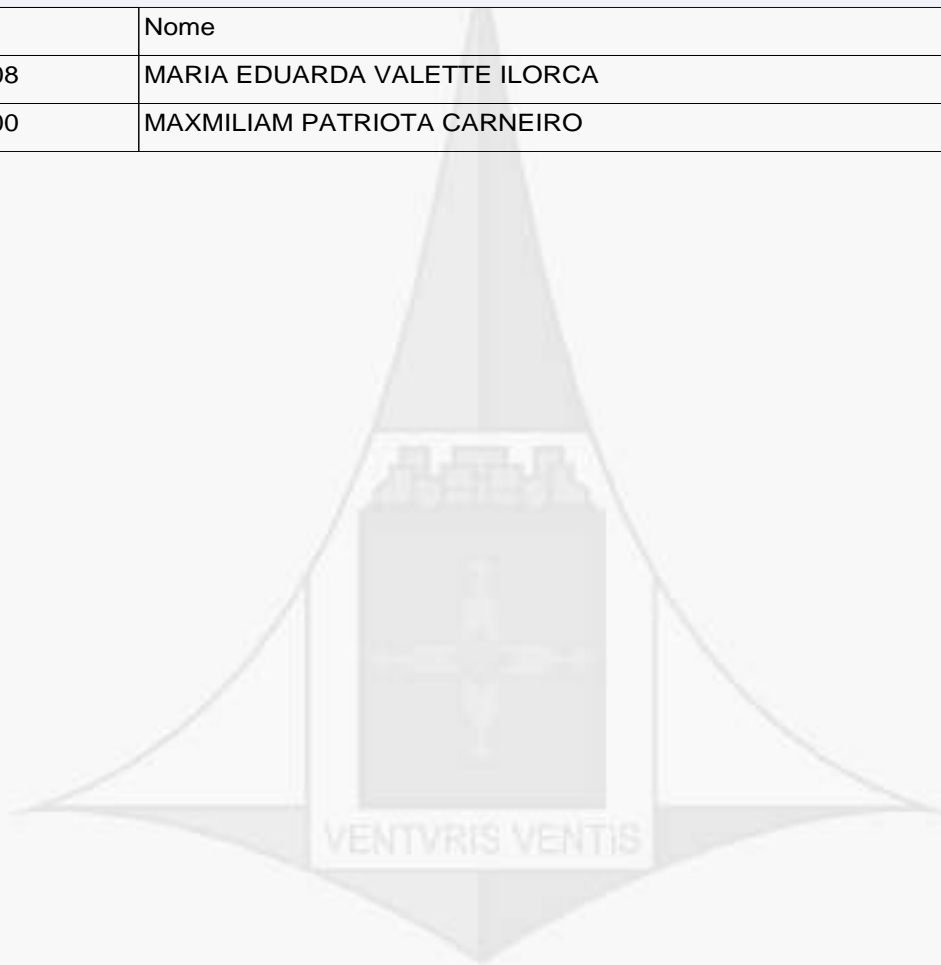 Nome
08 MARIA EDUARDA VALETTE ILORCA
00 MAXMILIAM PATRIOTA CARNEIRO
VENTVRIS VENTIS